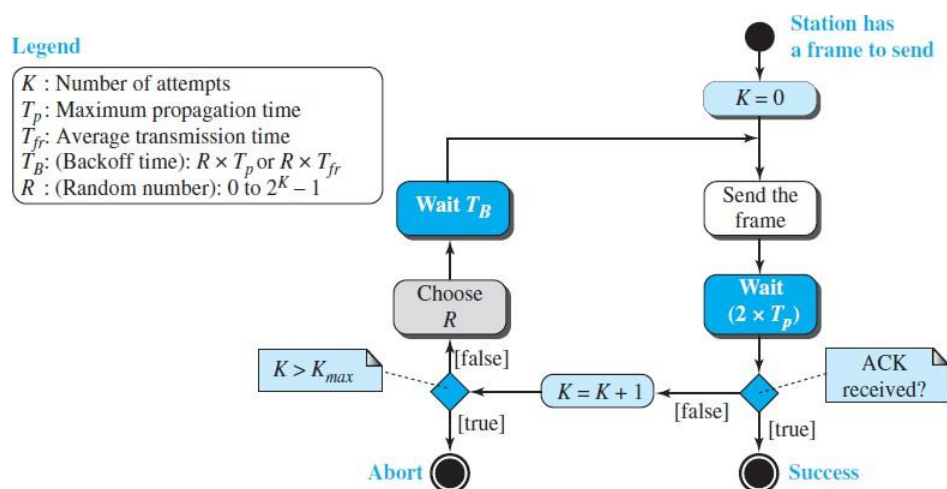 Legend
K : Number of attempts
Tp: Maximum propagation time
Tfr: Average transmission time
TB: (Backoff time): R × Tp or R × Tfr
R : (Random number): 0 to 2^K – 1
Station has
a frame to send
K = 0
Send the
frame
Wait
(2 × Tp)
ACK
received?
[true]
Success
[false]
K = K + 1
K > Kmax
[true]
Abort
[false]
Choose
R
Wait TB